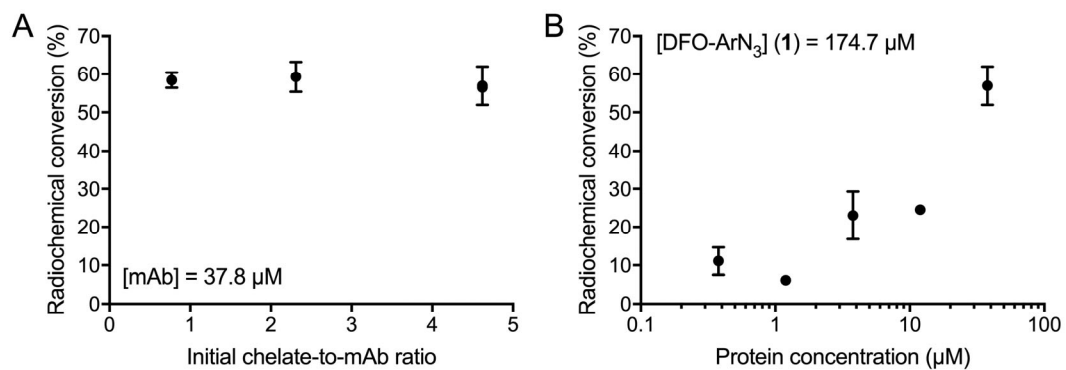 A
Radiochemical conversion (%)
70
60
50
40
30
20
10
0
[mAb] = 37.8 µM
0 1 2 3 4 5
Initial chelate-to-mAb ratio
B
Radiochemical conversion (%)
70
60
50
40
30
20
10
0
[DFO-ArN₃] (1) = 174.7 µM
0.1 1 10 100
Protein concentration (µM)